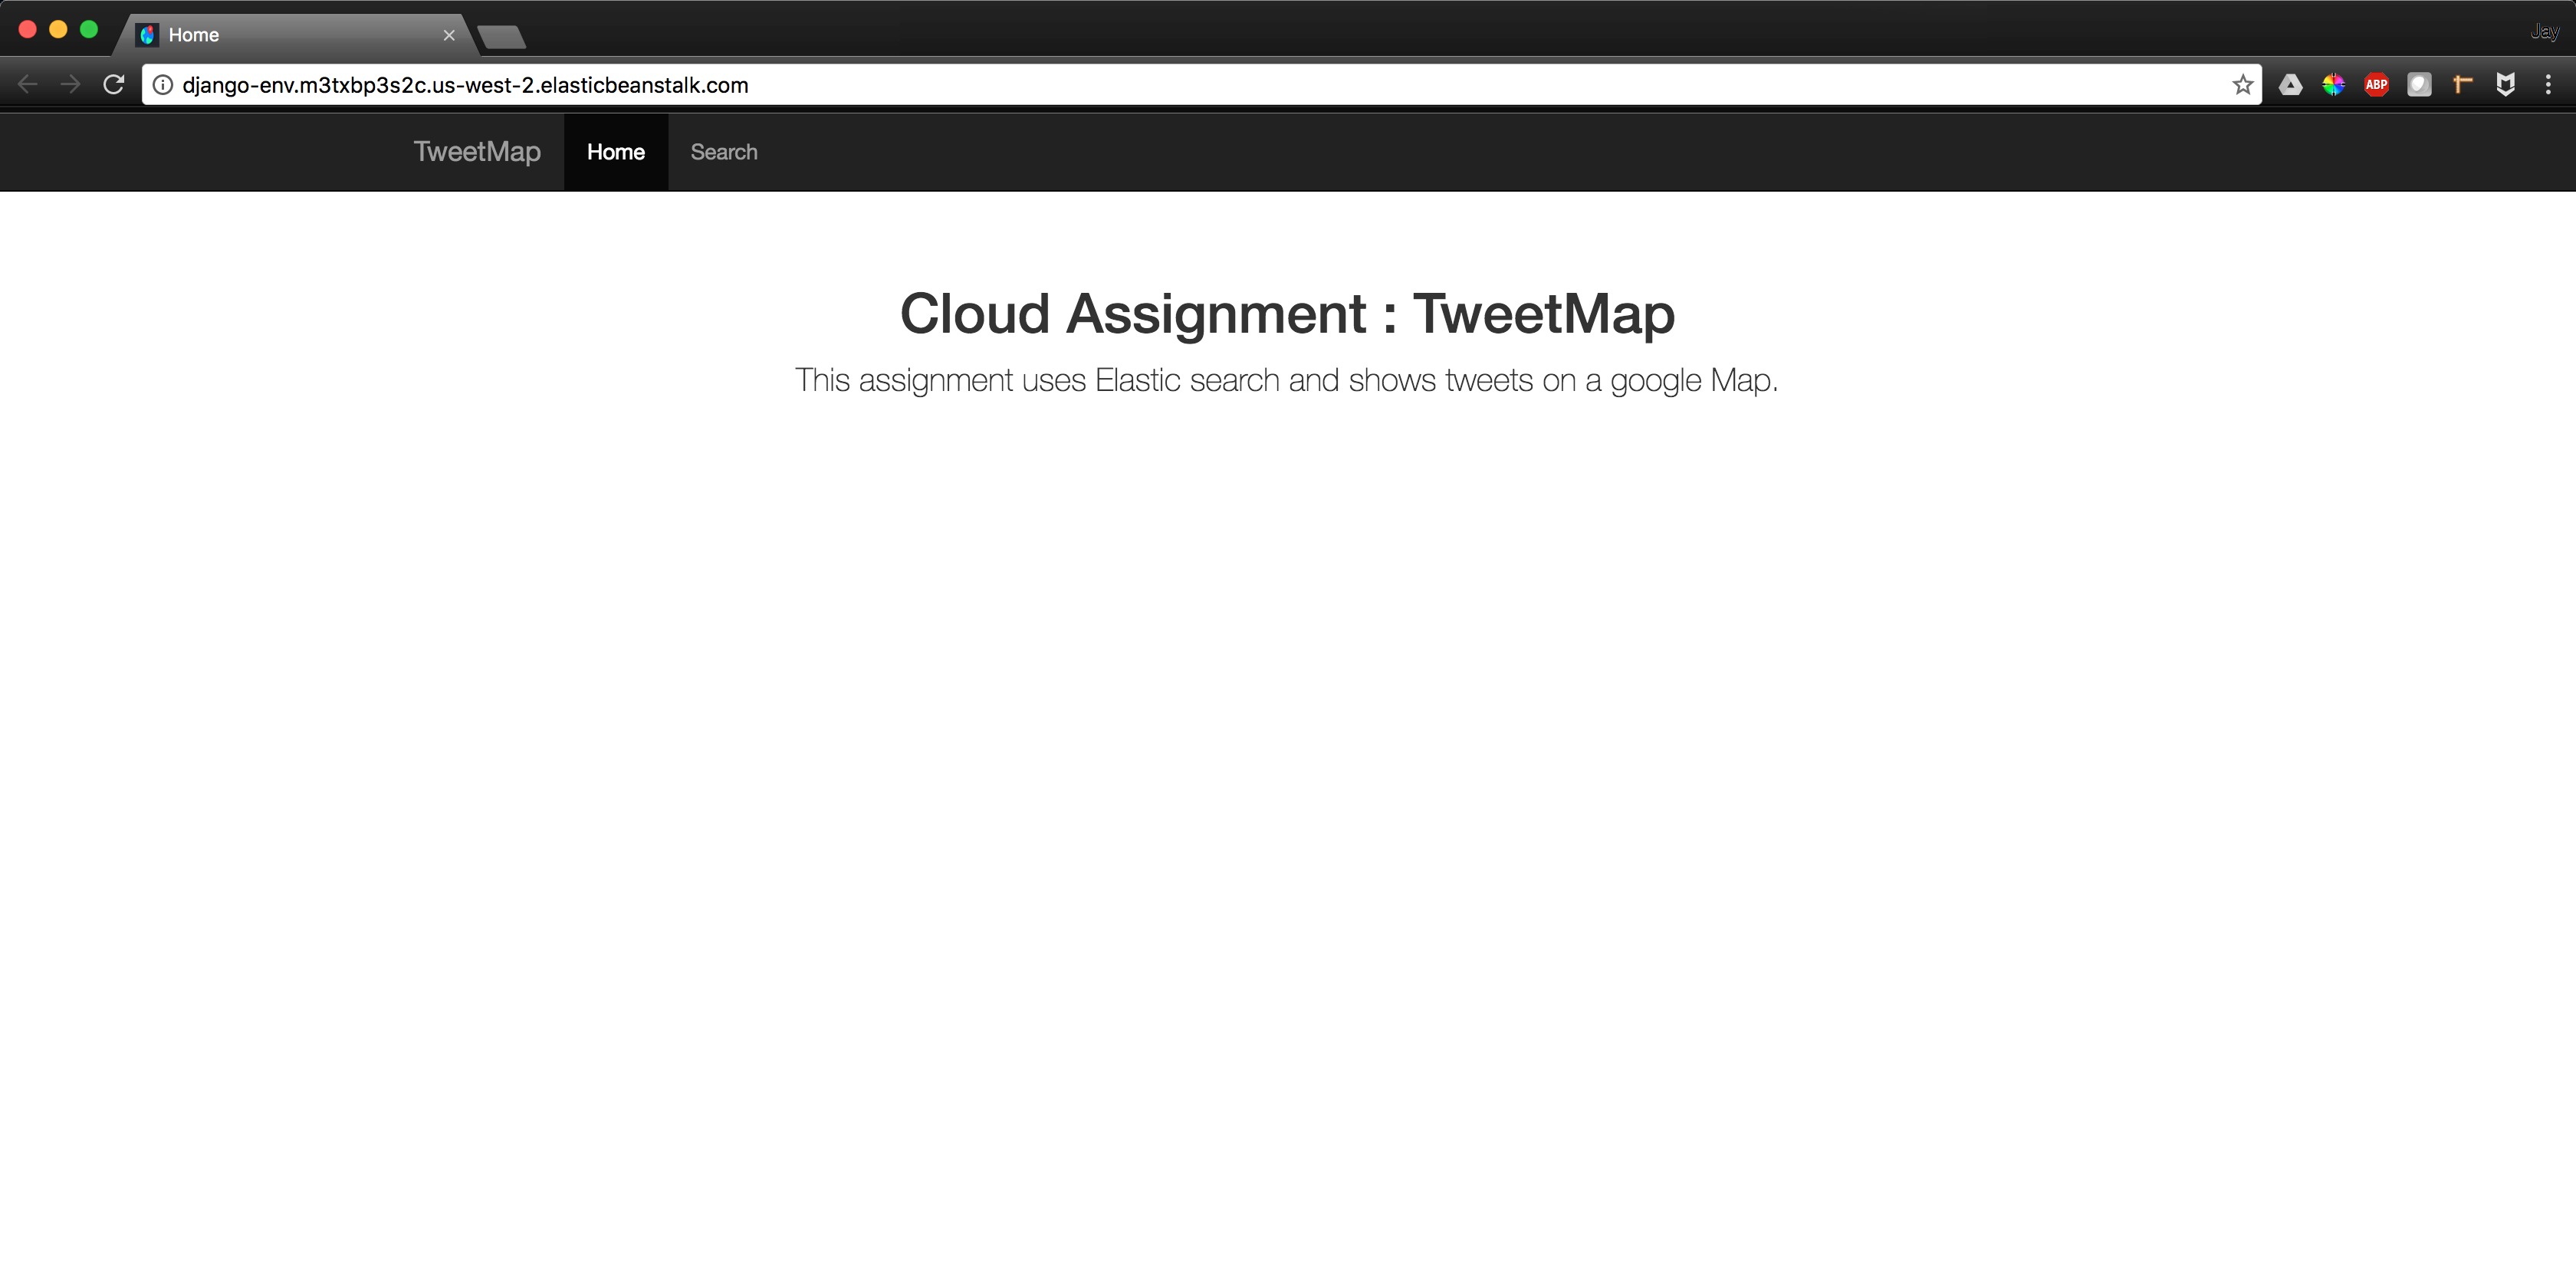 Home
Jay
django-env.m3txbp3s2c.us-west-2.elasticbeanstalk.com
ABP
TweetMap Home Search
Cloud Assignment : TweetMap
This assignment uses Elastic search and shows tweets on a google Map.